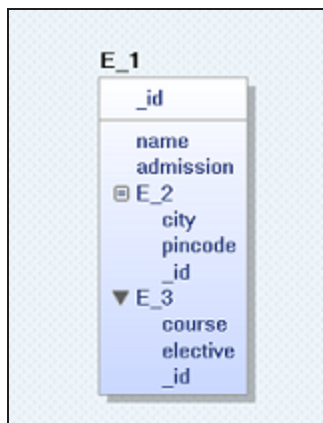 E_1
_id
name
admission
E_2
city
pincode
_id
E_3
course
elective
_id